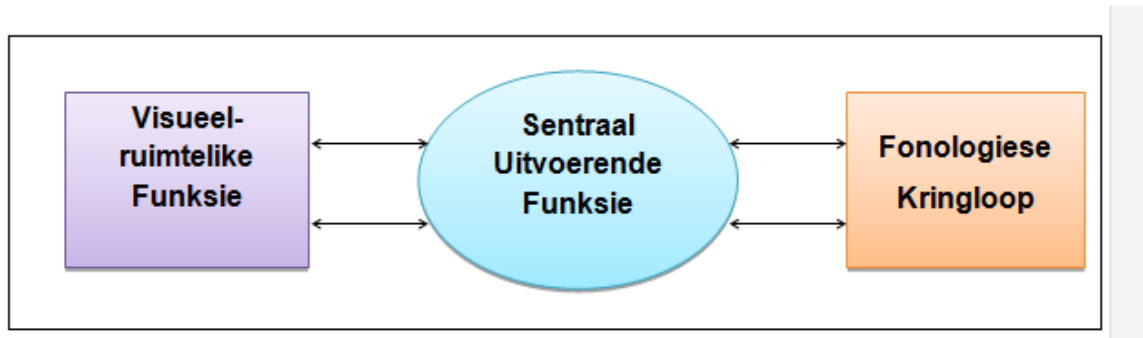 Visueel-
ruimtelike
Funksie
Sentraal
Uitvoerende
Funksie
Fonologiese
Kringloop